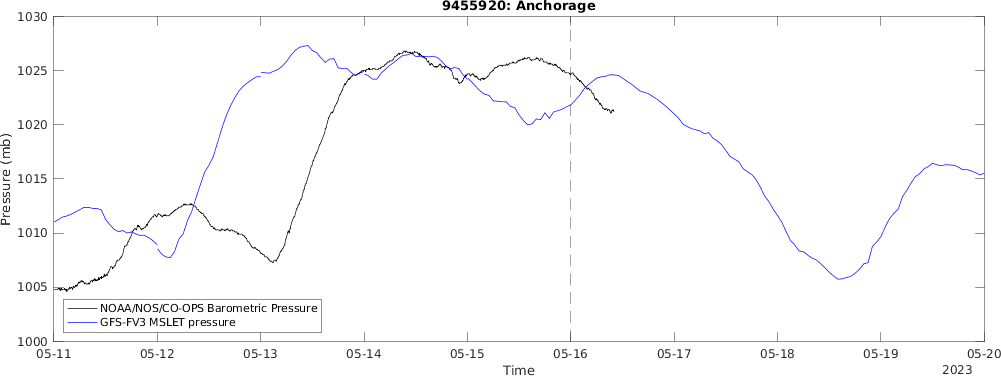 9455920: Anchorage
1030
1025
1020
1015
1010
1005
1000
Pressure (mb)
NOAA/NOS/CO-OPS Barometric Pressure
GFS-FV3 MSLET pressure
05-11 05-12 05-13 05-14 05-15 05-16 05-17 05-18 05-19 05-20
Time
2023